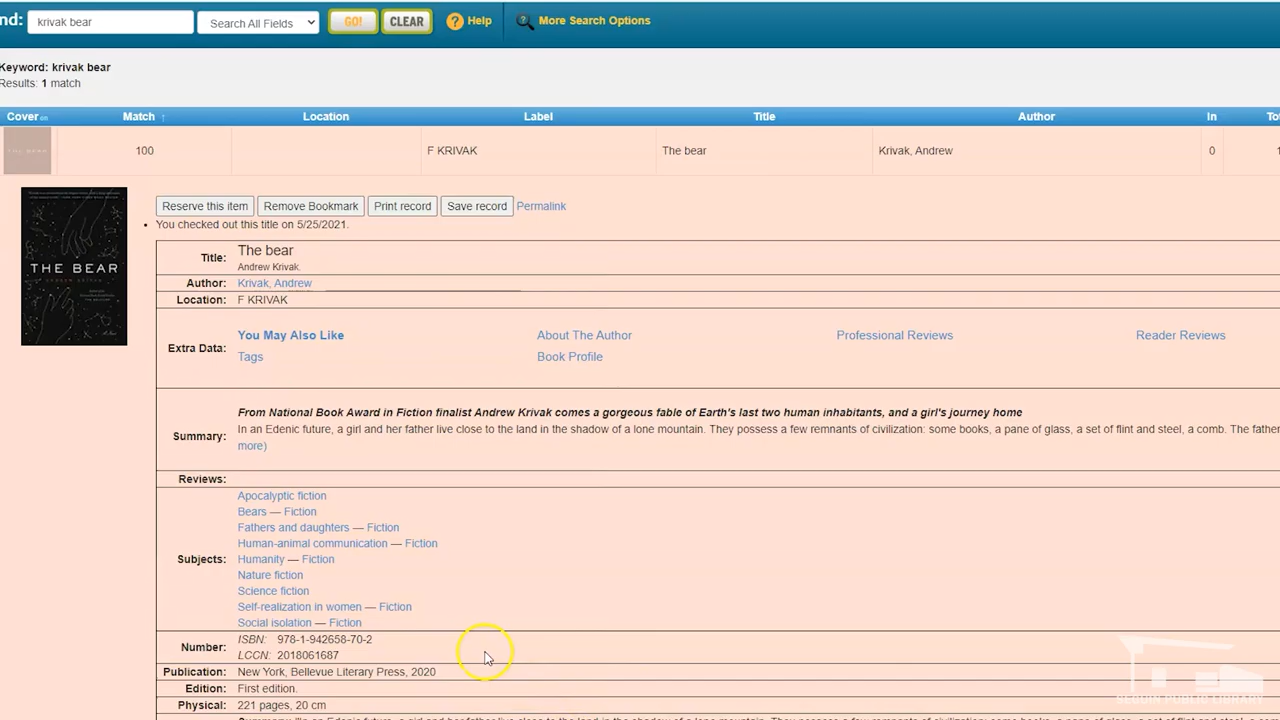 nd: krivak bear Search All Fields GO! CLEAR ? Help More Search Options
Keyword: krivak bear
Results: 1 match
Cover on Match ↑ Location Label Title Author In To
100 F KRIVAK The bear Krivak, Andrew 0 1
Reserve this item Remove Bookmark Print record Save record Permalink
• You checked out this title on 5/25/2021.
THE BEAR
Title: The bear
Andrew Krivak.
Author: Krivak, Andrew
Location: F KRIVAK
Extra Data: You May Also Like About The Author Professional Reviews Reader Reviews
Tags Book Profile
From National Book Award in Fiction finalist Andrew Krivak comes a gorgeous fable of Earth's last two human inhabitants, and a girl's journey home
Summary: In an Edenic future, a girl and her father live close to the land in the shadow of a lone mountain. They possess a few remnants of civilization: some books, a pane of glass, a set of flint and steel, a comb. The father
more)
Reviews:
Subjects: Apocalyptic fiction
Bears — Fiction
Fathers and daughters — Fiction
Human-animal communication — Fiction
Humanity — Fiction
Nature fiction
Science fiction
Self-realization in women — Fiction
Social isolation — Fiction
Number: ISBN: 978-1-942658-70-2
LCCN: 2018061687
Publication: New York, Bellevue Literary Press, 2020
Edition: First edition.
Physical: 221 pages, 20 cm
SEGUIN PUBLIC LIBRARY